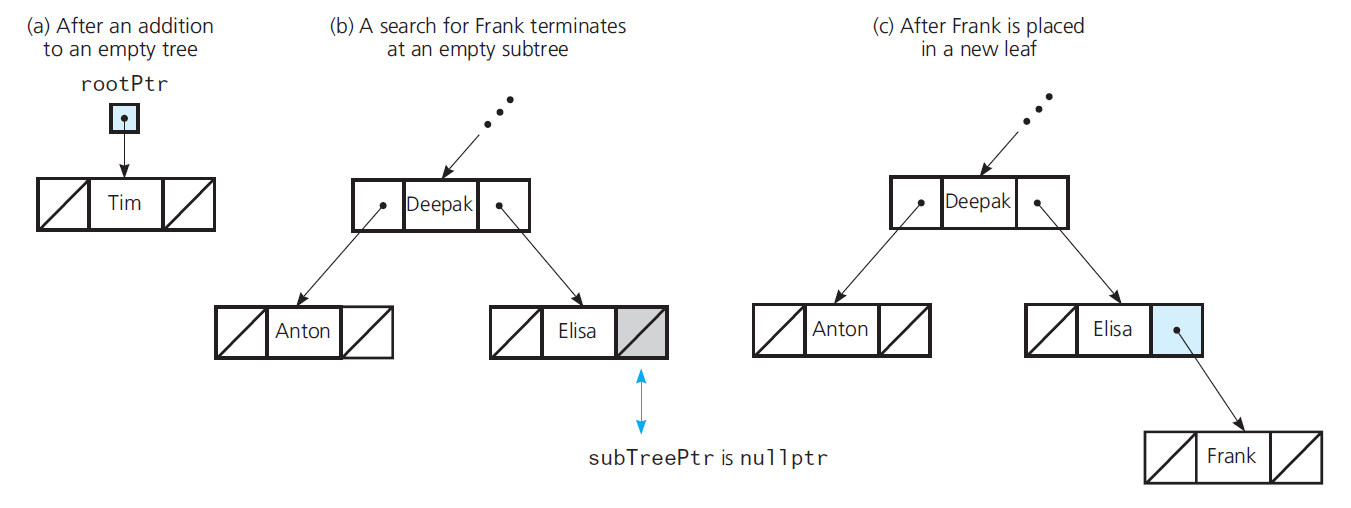 (a) After an addition
to an empty tree
rootPtr
Tim
(b) A search for Frank terminates
at an empty subtree
Deepak
Anton
Elisa
subTreePtr is nullptr
(c) After Frank is placed
in a new leaf
Deepak
Anton
Elisa
Frank